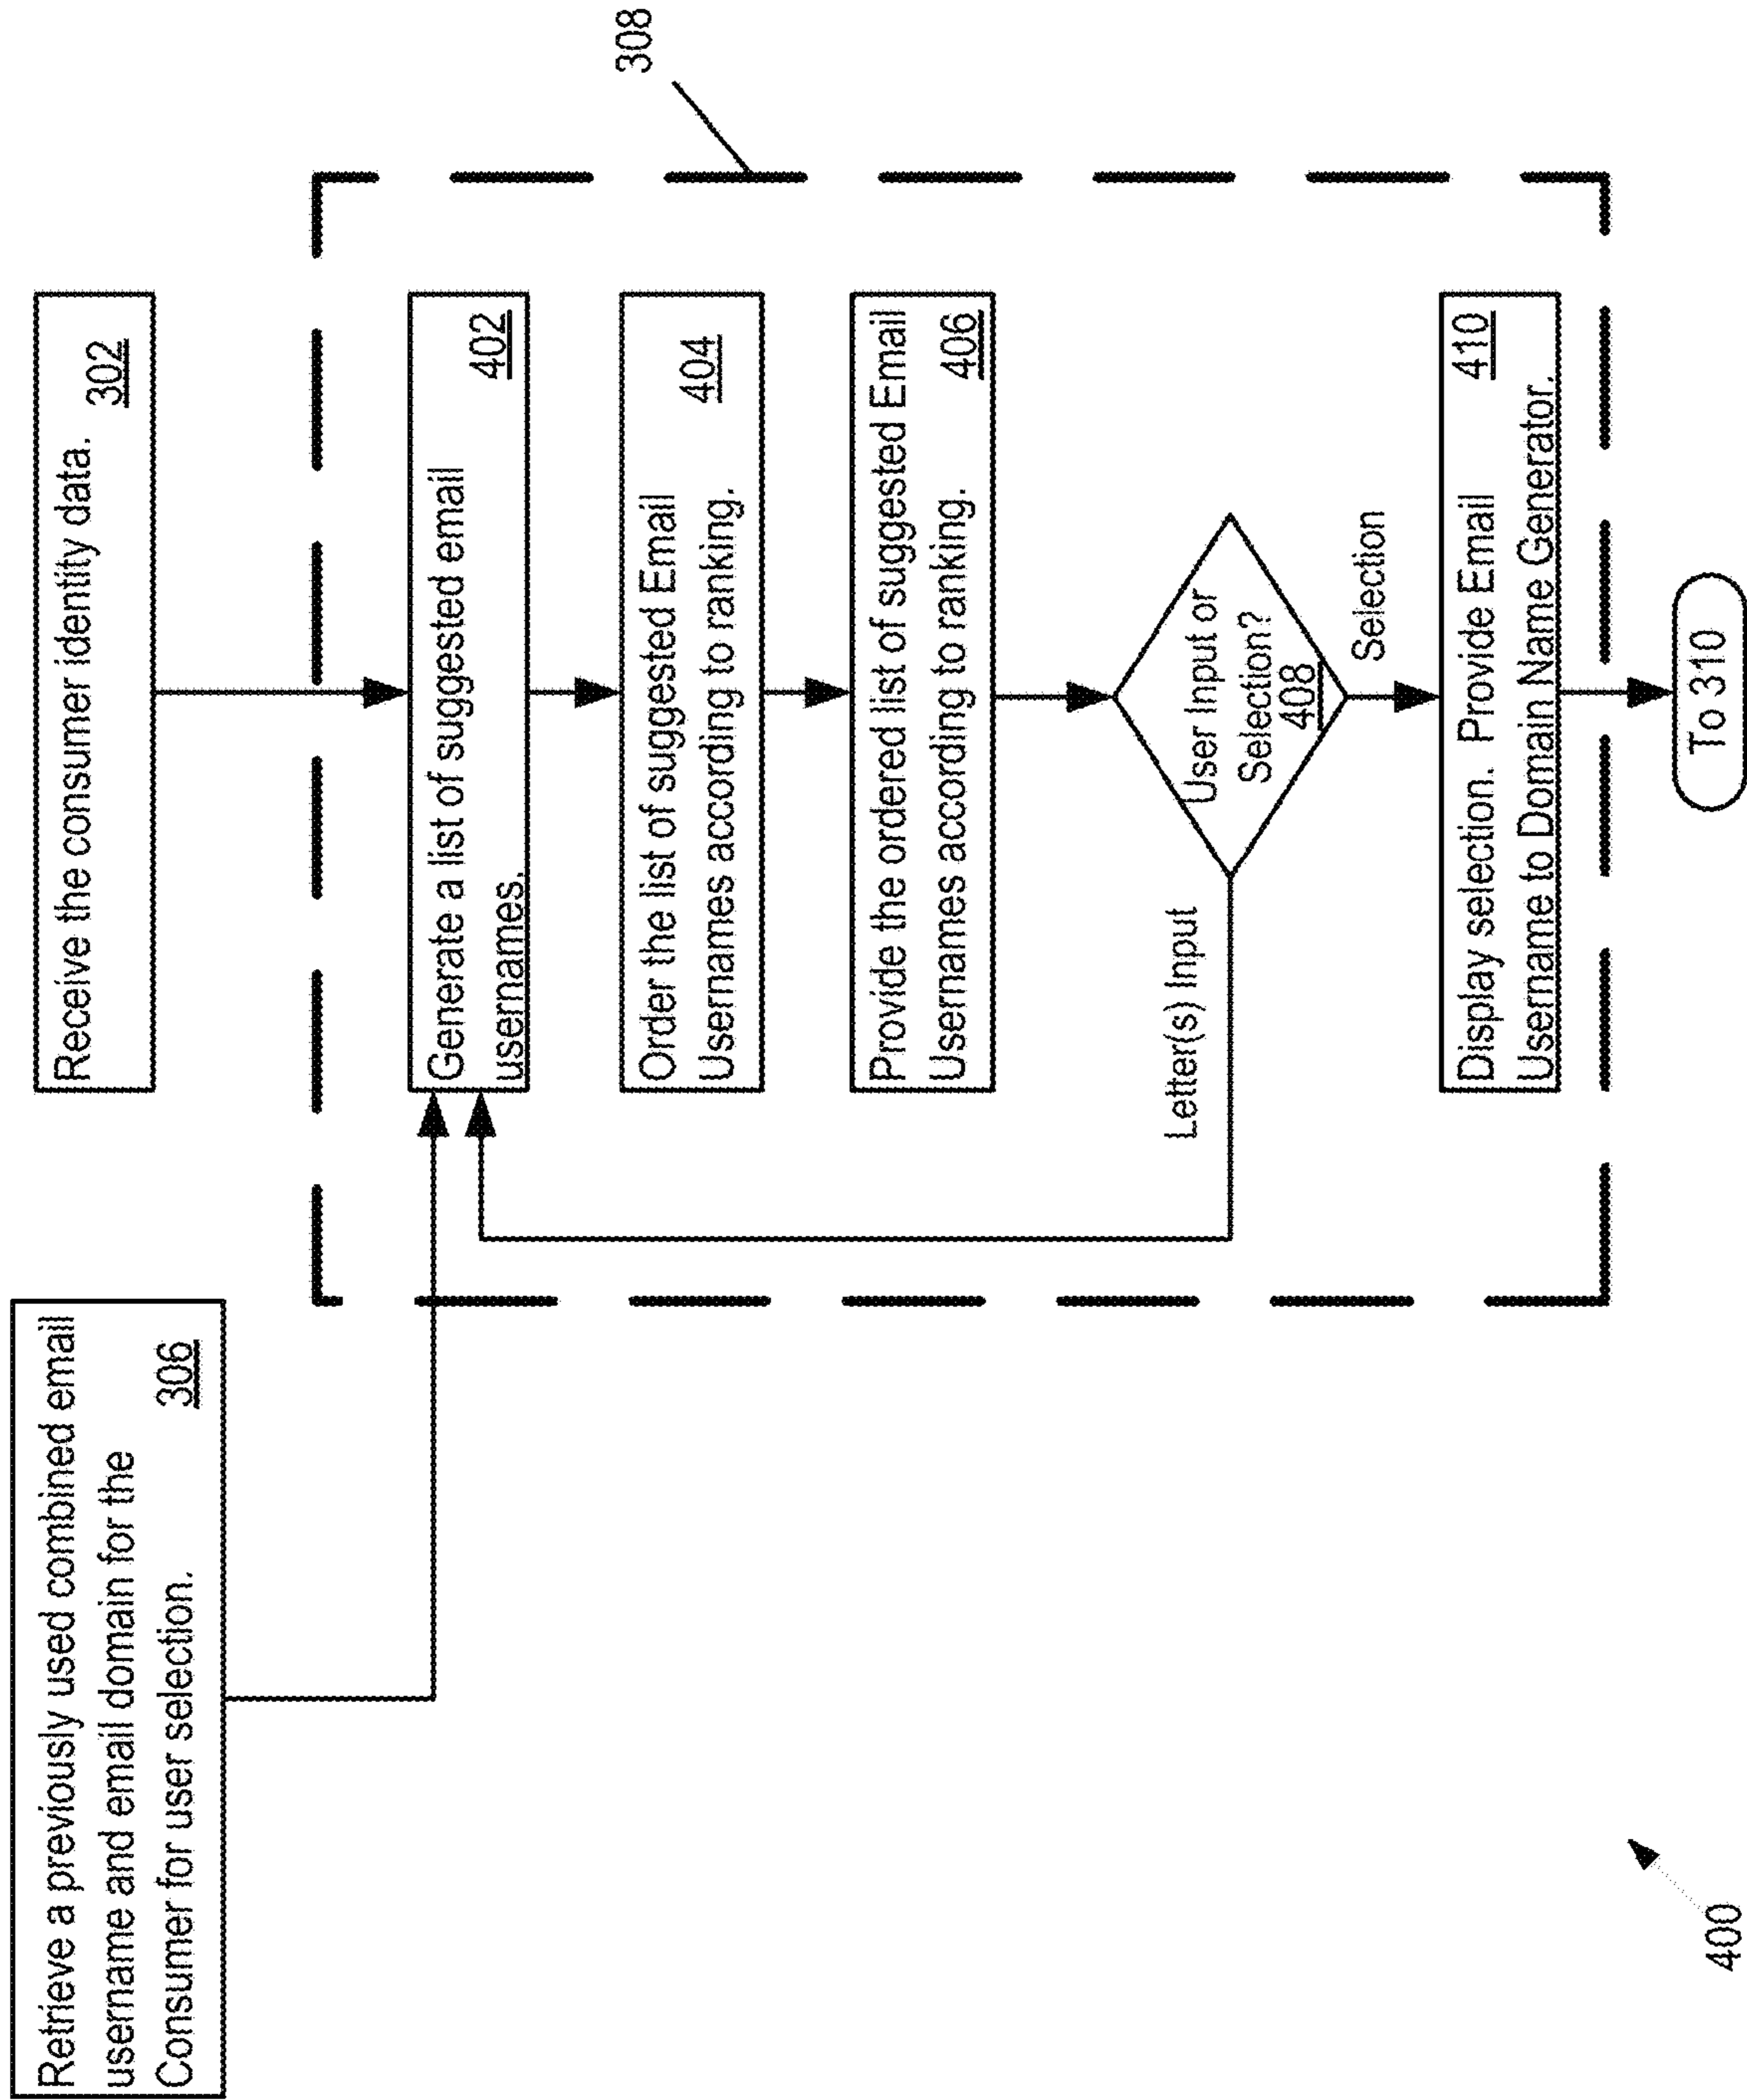 Retrieve a previously used combined email
username and email domain for the
Consumer for user selection.
306
Receive the consumer identity data.
302
308
Generate a list of suggested email
usernames.
402
Order the list of suggested Email
Usernames according to ranking.
404
Provide the ordered list of suggested Email
Usernames according to ranking.
406
User Input or
Selection?
408
Letter(s) Input
Selection
Display selection. Provide Email
Username to Domain Name Generator.
410
To 310
400